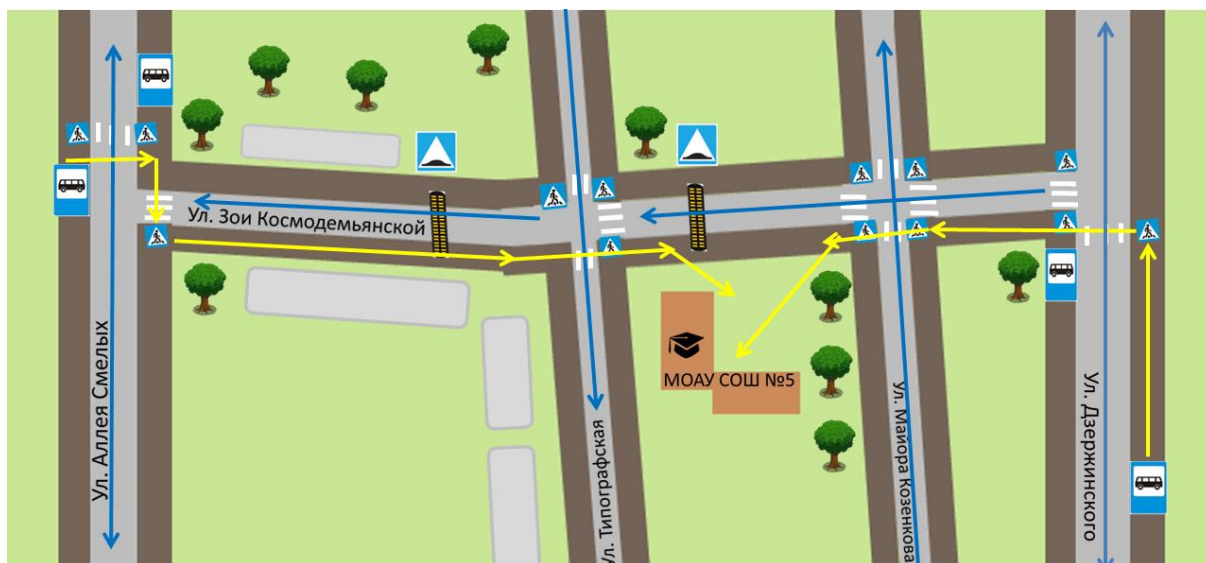 Ул. Зои Космодемьянской
Ул. Аллея Смелых
МОАУ СОШ №5
Ул. Типографская
Ул. Майора Козенкова
Ул. Дзержинского